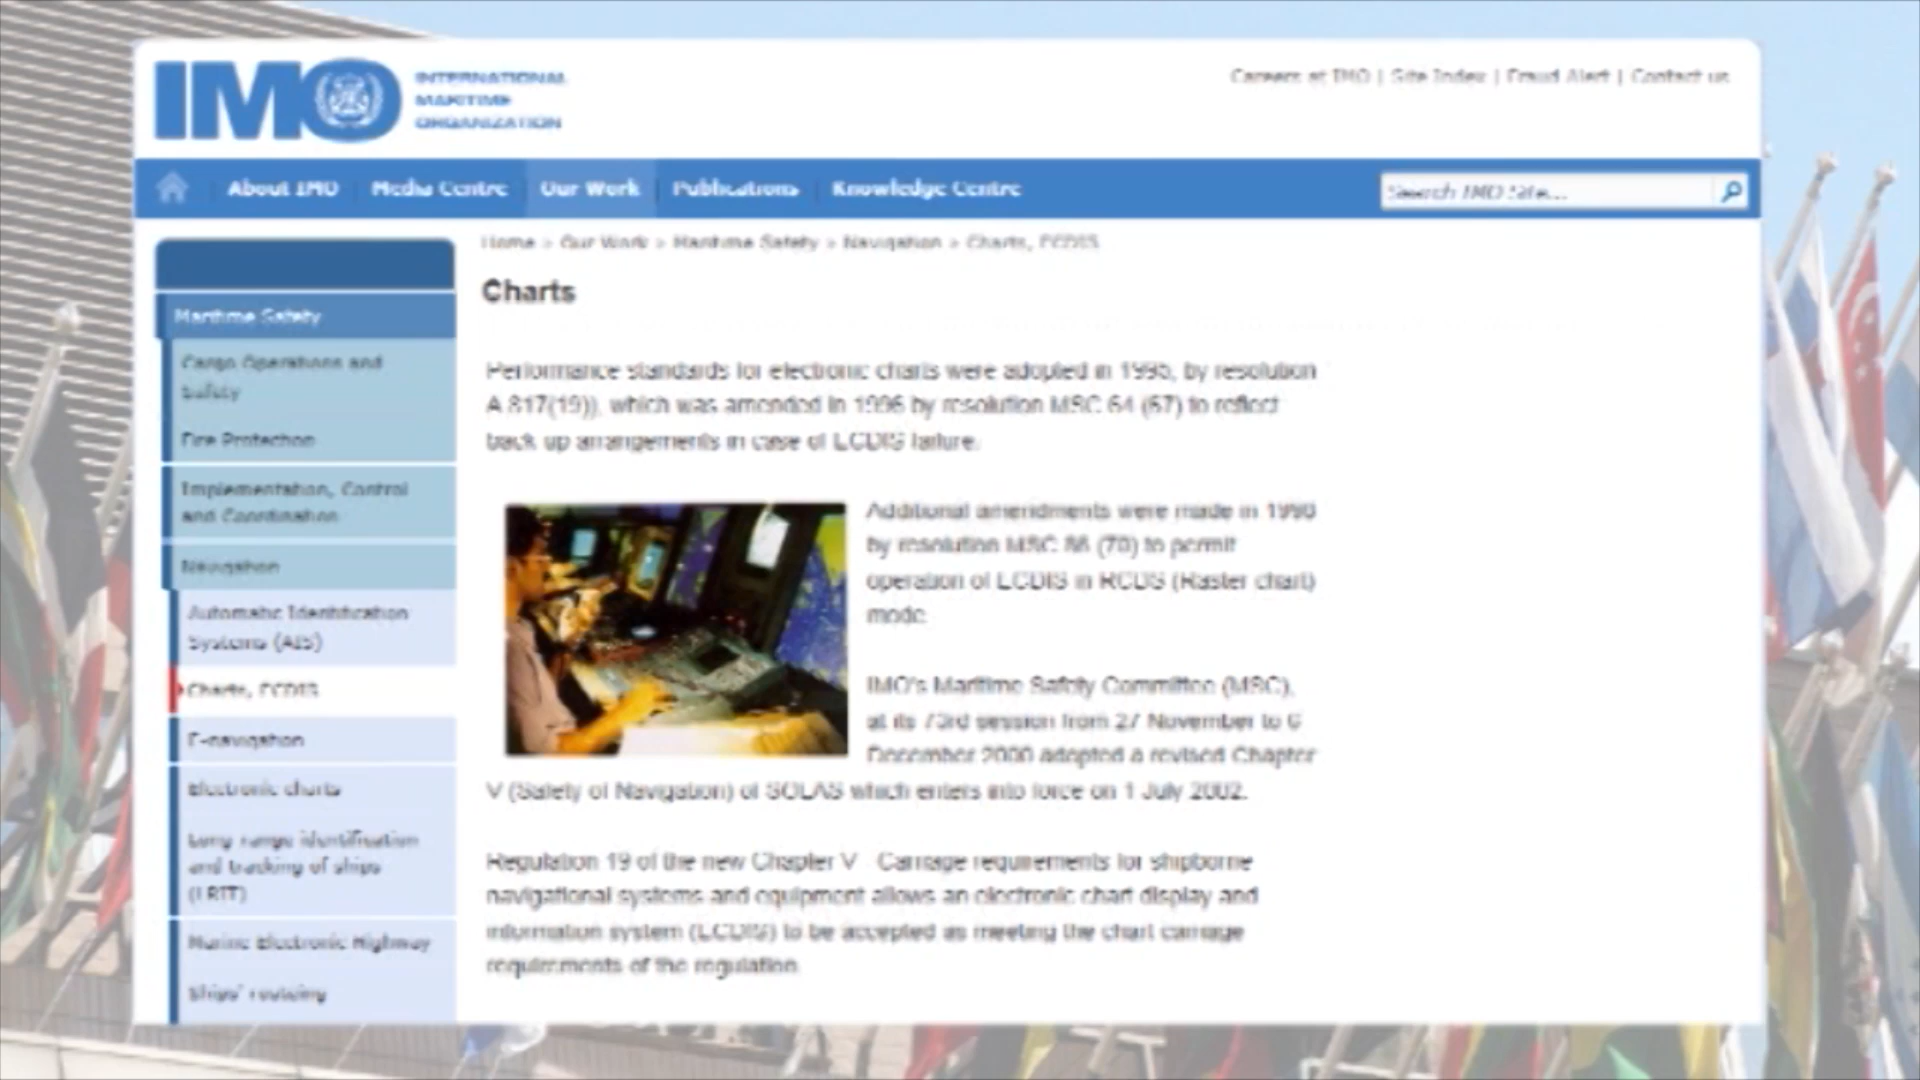 IMO
INTERNATIONAL
MARITIME
ORGANIZATION
Careers at IMO | Site Index | Fraud Alert | Contact us
About IMO
Media Centre
Our Work
Publications
Knowledge Centre
Search IMO Site...
Home > Our Work > Maritime Safety > Navigation > Charts, ECDIS
Charts
Maritime Safety
Cargo Operations and
Safety
Fire Protection
Implementation, Control
and Coordination
Navigation
Automatic Identification
Systems (AIS)
Charts, ECDIS
E-navigation
Electronic charts
Long range identification
and tracking of ships
(LRIT)
Marine Electronic Highway
Ships' routeing
Performance standards for electronic charts were adopted in 1995, by resolution
A.817(19)), which was amended in 1996 by resolution MSC 64 (67) to reflect
back up arrangements in case of ECDIS failure.
Additional amendments were made in 1998
by resolution MSC 86 (70) to permit
operation of ECDIS in RCDS (Raster chart)
mode.
IMO's Maritime Safety Committee (MSC),
at its 73rd session from 27 November to 6
December 2000 adopted a revised Chapter
V (Safety of Navigation) of SOLAS which enters into force on 1 July 2002.
Regulation 19 of the new Chapter V Carriage requirements for shipborne
navigational systems and equipment allows an electronic chart display and
information system (ECDIS) to be accepted as meeting the chart carriage
requirements of the regulation.